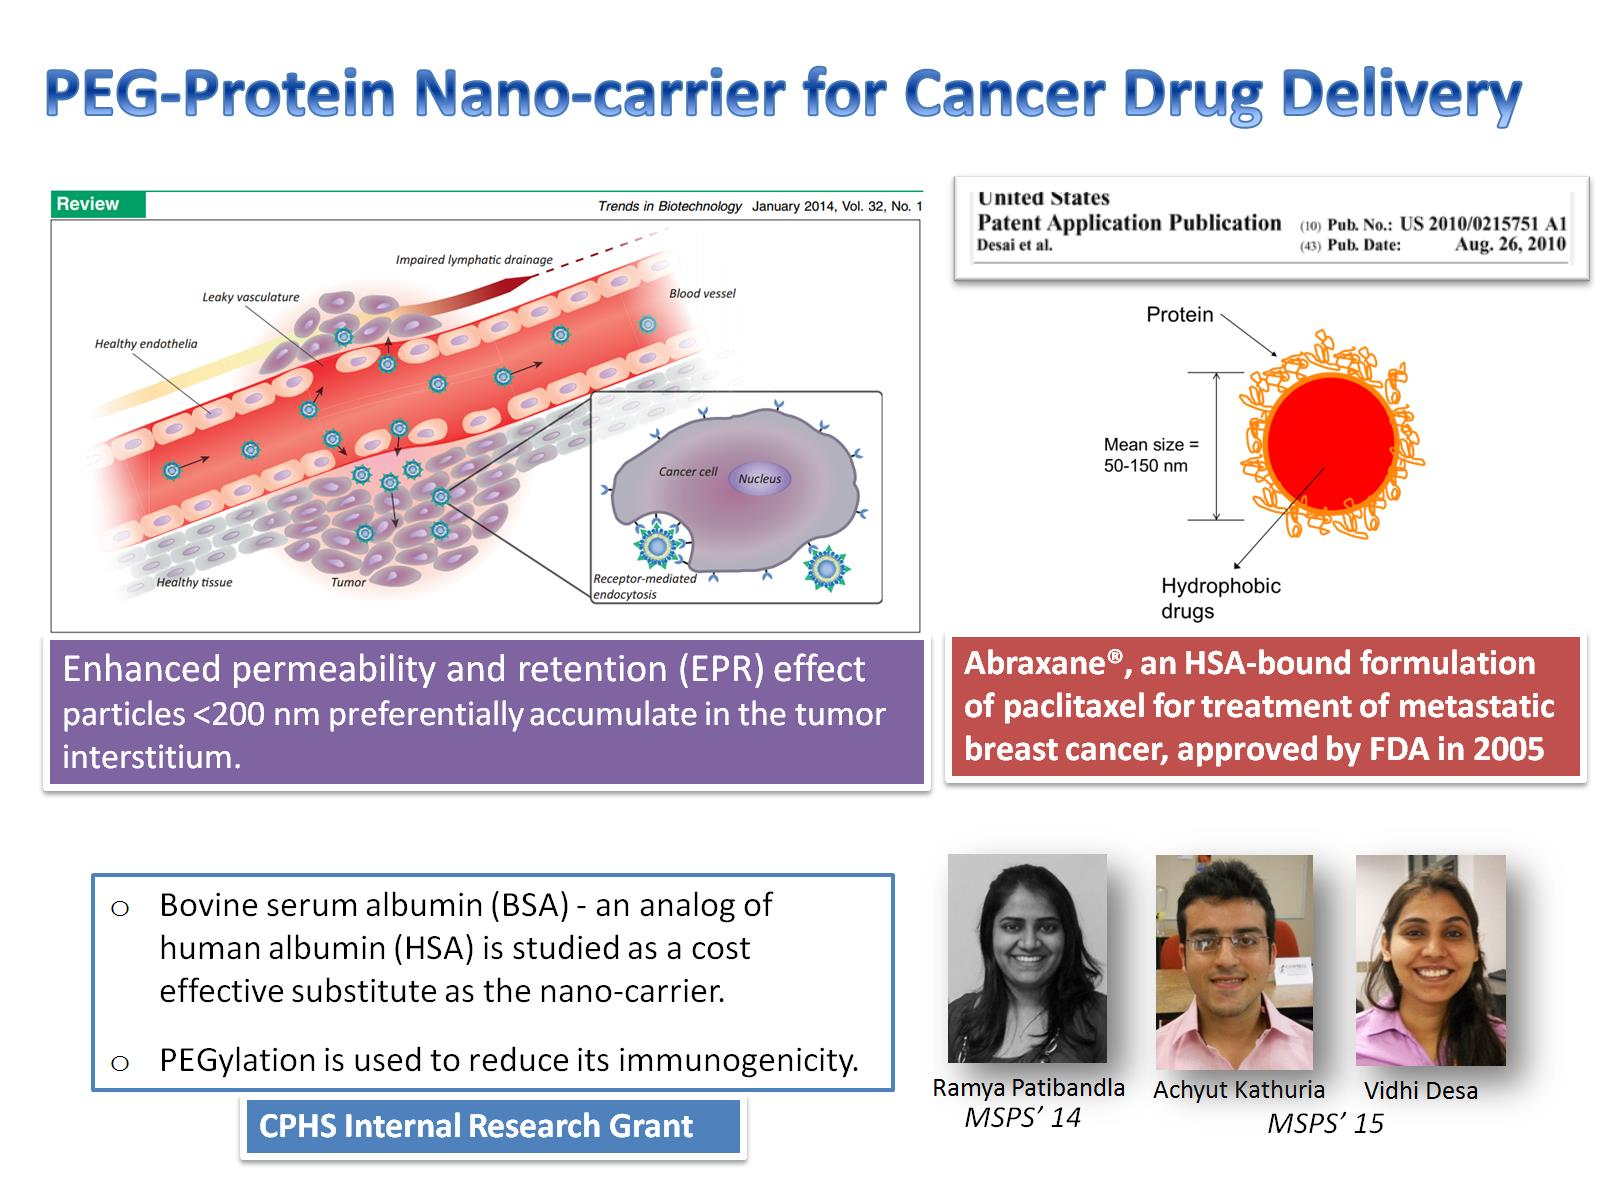 PEG-Protein Nano-carrier for Cancer Drug Delivery
Review
Trends in Biotechnology January 2014, Vol. 32, No. 1
Impaired lymphatic drainage
Leaky vasculature
Blood vessel
Healthy endothelia
Cancer cell
Nucleus
Receptor-mediated
endocytosis
Healthy tissue
Tumor
United States
Patent Application Publication
(10) Pub. No.: US 2010/0215751 A1
Desai et al.
(43) Pub. Date: Aug. 26, 2010
Protein
Mean size =
50-150 nm
Hydrophobic
drugs
Enhanced permeability and retention (EPR) effect
particles <200 nm preferentially accumulate in the tumor
interstitium.
Abraxane®, an HSA-bound formulation
of paclitaxel for treatment of metastatic
breast cancer, approved by FDA in 2005
o Bovine serum albumin (BSA) - an analog of
human albumin (HSA) is studied as a cost
effective substitute as the nano-carrier.
o PEGylation is used to reduce its immunogenicity.
CPHS Internal Research Grant
Ramya Patibandla
MSPS' 14
Achyut Kathuria
Vidhi Desa
MSPS' 15